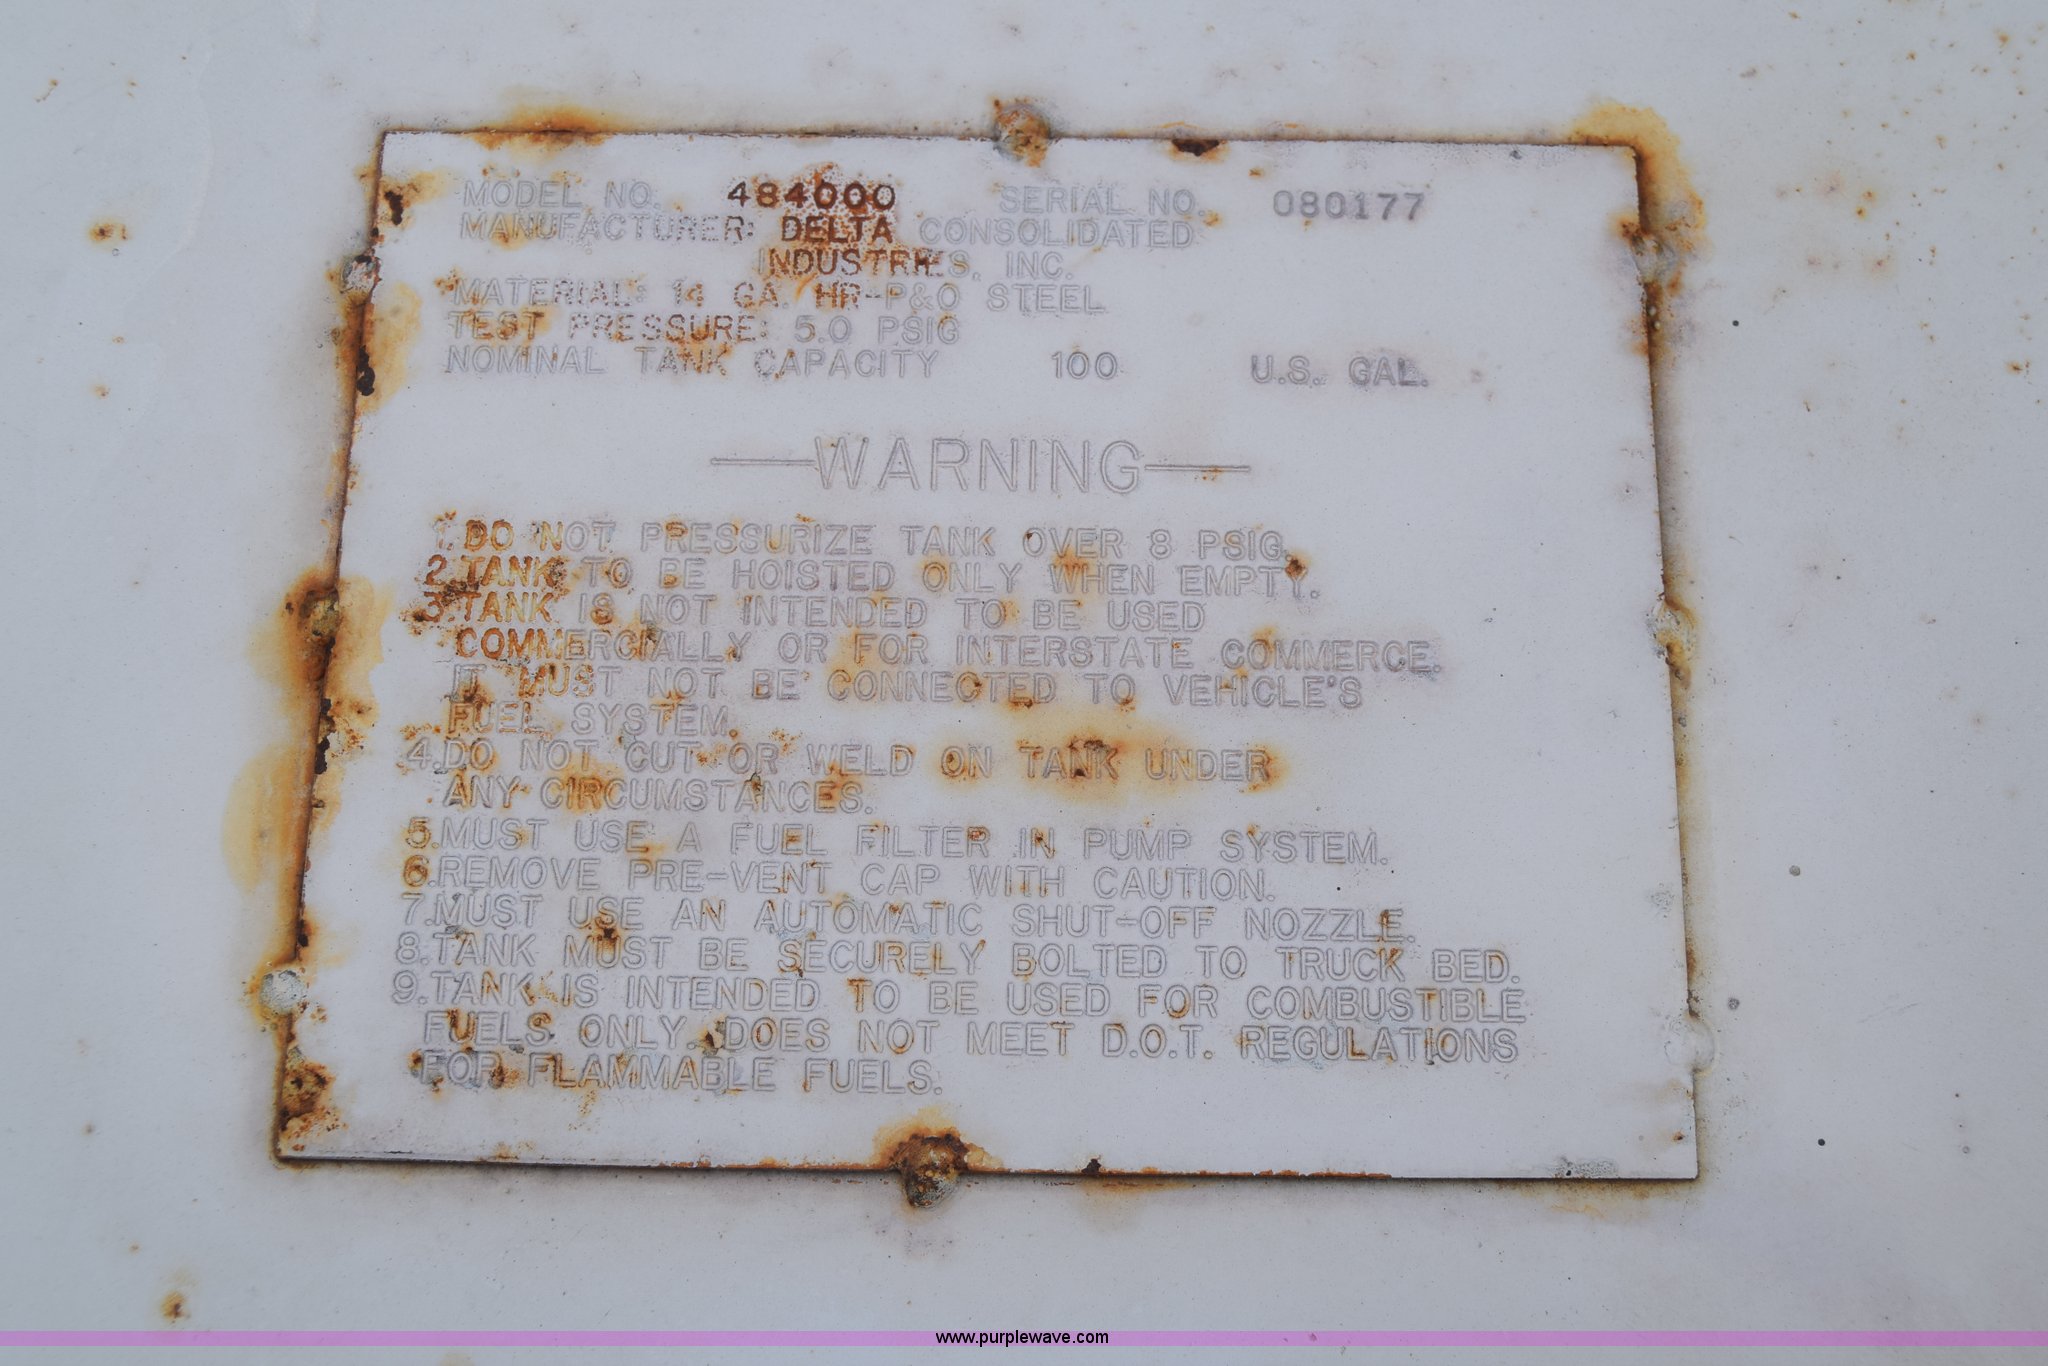 MODEL NO. 484000 SERIAL NO. 080177
MANUFACTURER: DELTA CONSOLIDATED
INDUSTRIES, INC.
MATERIAL: 14 GA. HR-P&O STEEL
TEST PRESSURE: 5.0 PSIG
NOMINAL TANK CAPACITY 100 U.S. GAL.
WARNING
1. DO NOT PRESSURIZE TANK OVER 8 PSIG.
2. TANK TO BE HOISTED ONLY WHEN EMPTY.
3. TANK IS NOT INTENDED TO BE USED
COMMERCIALLY OR FOR INTERSTATE COMMERCE.
IT MUST NOT BE CONNECTED TO VEHICLE'S
FUEL SYSTEM.
4. DO NOT CUT OR WELD ON TANK UNDER
ANY CIRCUMSTANCES.
5. MUST USE A FUEL FILTER IN PUMP SYSTEM.
6. REMOVE PRE-VENT CAP WITH CAUTION.
7. MUST USE AN AUTOMATIC SHUT-OFF NOZZLE.
8. TANK MUST BE SECURELY BOLTED TO TRUCK BED.
9. TANK IS INTENDED TO BE USED FOR COMBUSTIBLE
FUELS ONLY. DOES NOT MEET D.O.T. REGULATIONS
FOR FLAMMABLE FUELS.
www.purplewave.com